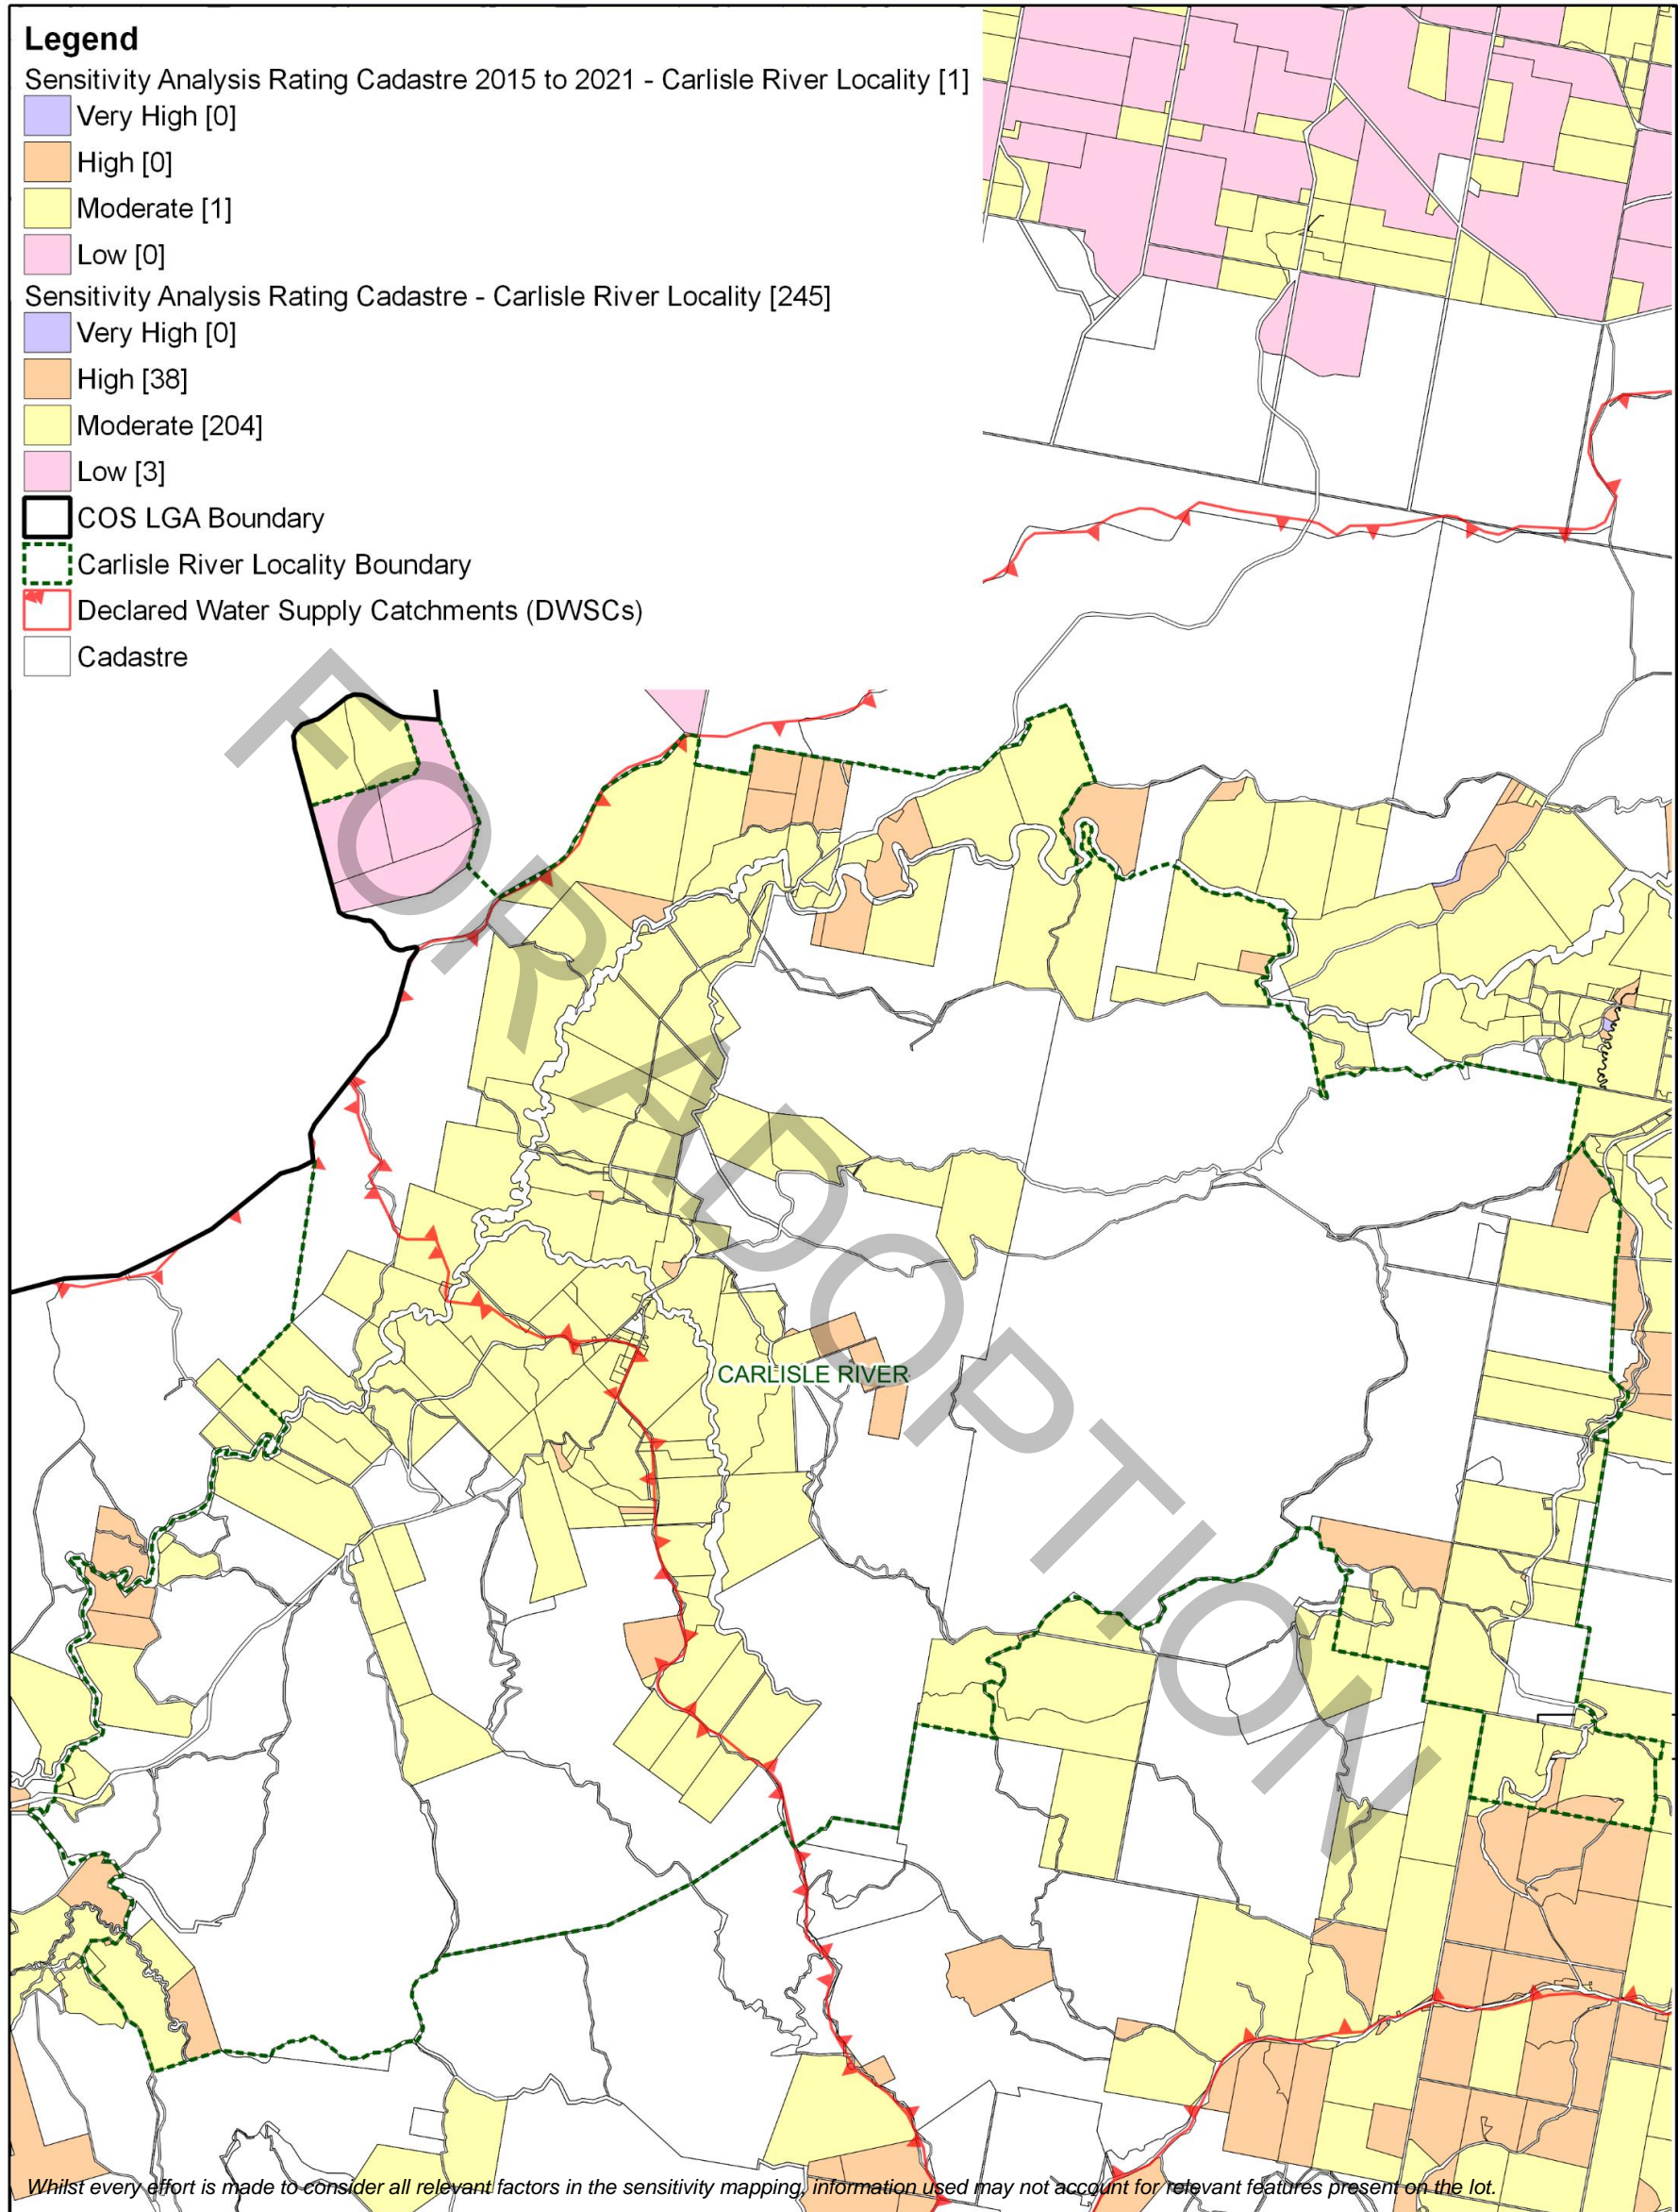 Legend
Sensitivity Analysis Rating Cadastre 2015 to 2021 - Carlisle River Locality [1]
Very High [0]
High [0]
Moderate [1]
Low [0]
Sensitivity Analysis Rating Cadastre - Carlisle River Locality [245]
Very High [0]
High [38]
Moderate [204]
Low [3]
COS LGA Boundary
Carlisle River Locality Boundary
Declared Water Supply Catchments (DWSCs)
Cadastre
FOR ADOPTION
CARLISLE RIVER
Whilst every effort is made to consider all relevant factors in the sensitivity mapping, information used may not account for relevant features present on the lot.